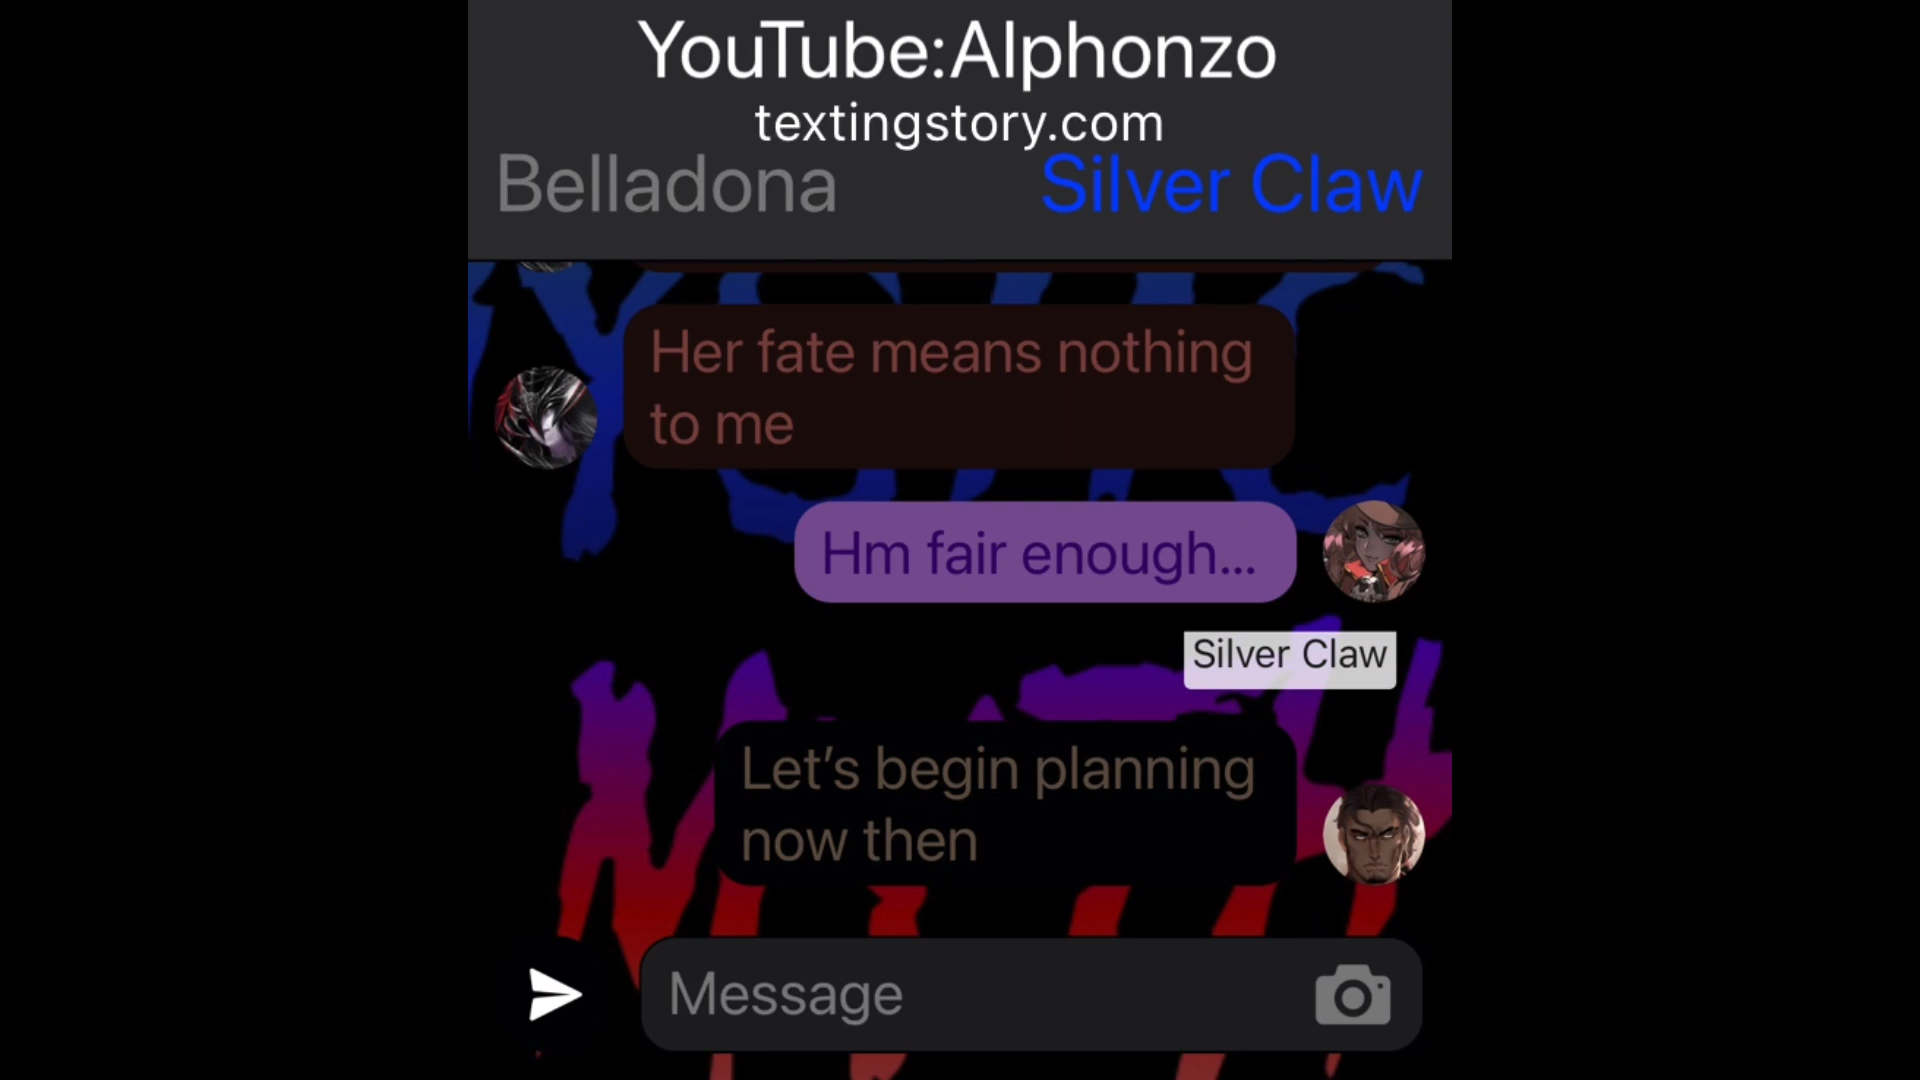 YouTube:Alphonzo
textingstory.com
Belladona
Silver Claw
Her fate means nothing
to me
Hm fair enough...
Silver Claw
Let’s begin planning
now then
Message